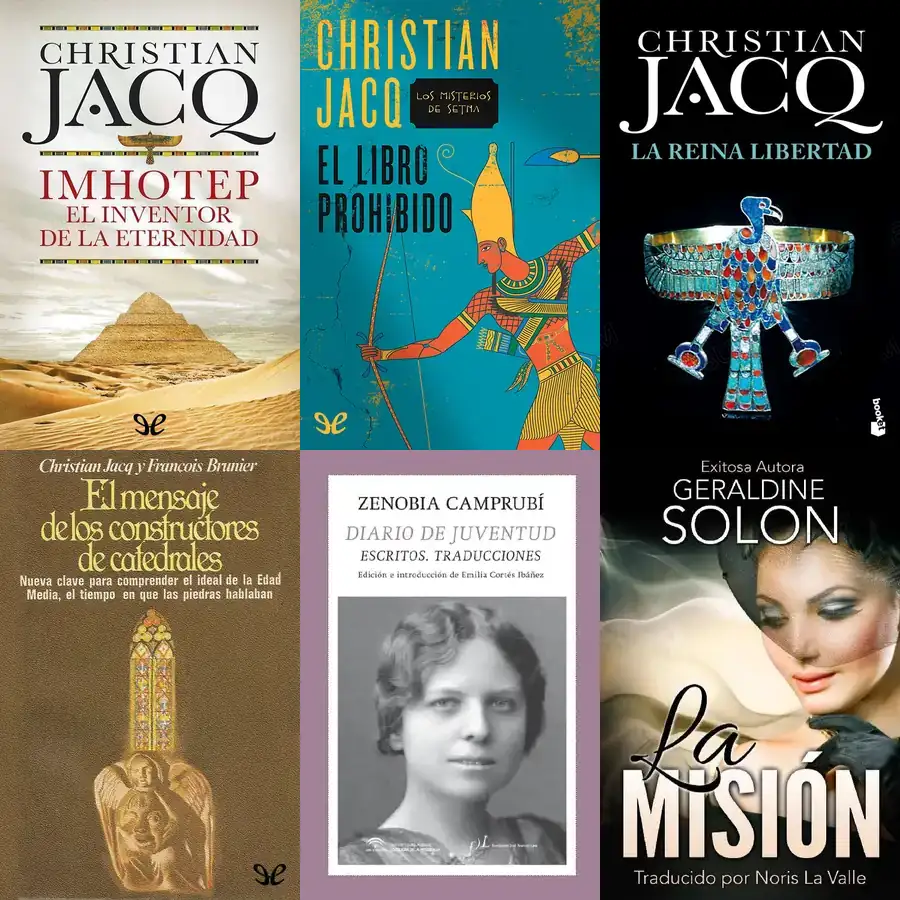 CHRISTIAN
JACQ
IMHOTEP
EL INVENTOR
DE LA ETERNIDAD
CHRISTIAN
JACQ
LOS MISTERIOS
DE SETNA
EL LIBRO
PROHIBIDO
CHRISTIAN
JACQ
LA REINA LIBERTAD
booket
Christian Jacq y François Brunier
El mensaje
de los constructores
de catedrales
Nueva clave para comprender el ideal de la Edad
Media, el tiempo en que las piedras hablaban
ZENOBIA CAMPRUBÍ
DIARIO DE JUVENTUD
ESCRITOS. TRADUCCIONES
Edición e introducción de Emilia Cortés Ibáñez
Exitosa Autora
GERALDINE
SOLON
La
MISIÓN
Traducido por Noris La Valle